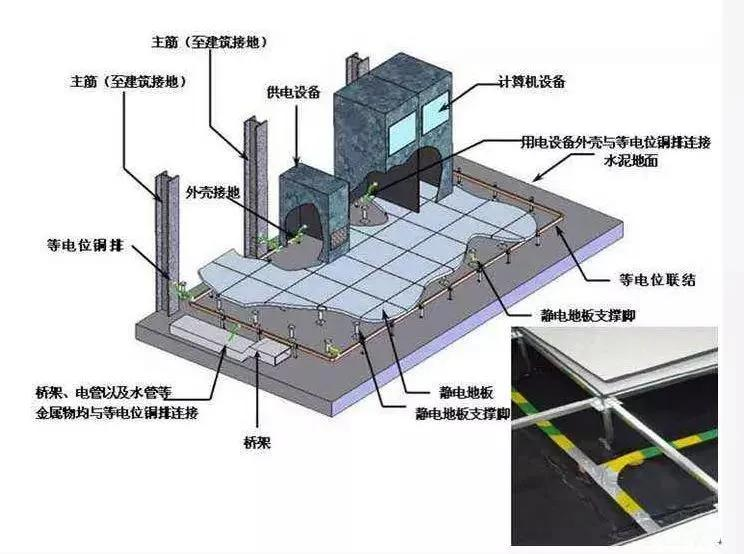 主筋（至建筑接地）
主筋（至建筑接地）
供电设备
计算机设备
用电设备外壳与等电位铜排连接
水泥地面
外壳接地
等电位铜排
等电位联结
静电地板支撑脚
桥架、电管以及水管等
金属物均与等电位铜排连接
静电地板
静电地板支撑脚
桥架